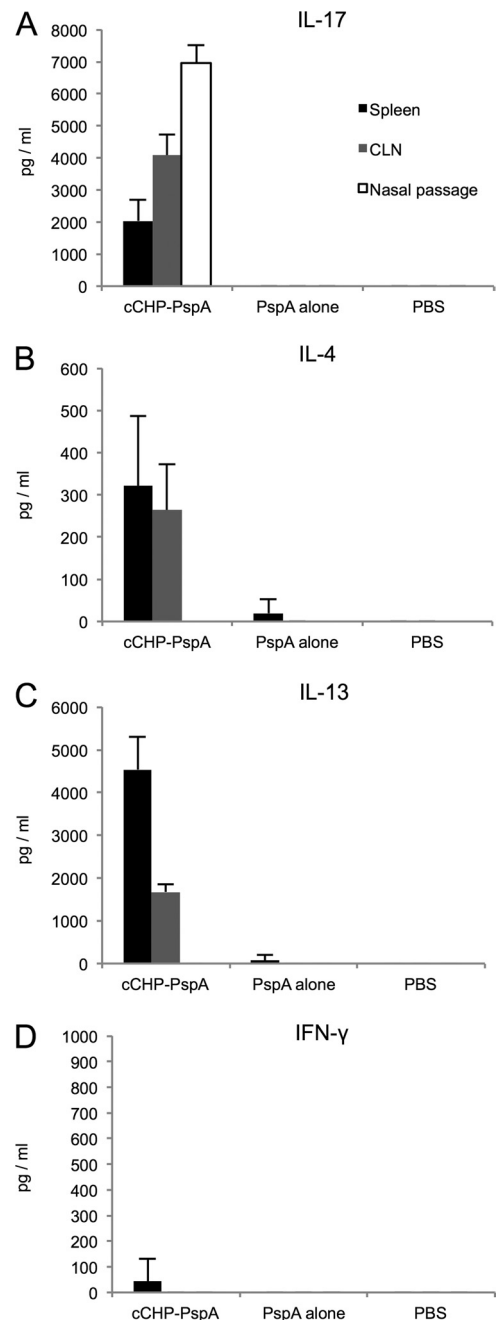 A
IL-17
8000
7000
6000
5000
4000
3000
2000
1000
0
pg / ml
Spleen
CLN
Nasal passage
cCHP-PspA PspA alone PBS
B
IL-4
600
500
400
300
200
100
0
pg / ml
cCHP-PspA PspA alone PBS
C
IL-13
6000
5000
4000
3000
2000
1000
0
pg / ml
cCHP-PspA PspA alone PBS
D
IFN-γ
1000
900
800
700
600
500
400
300
200
100
0
pg / ml
cCHP-PspA PspA alone PBS